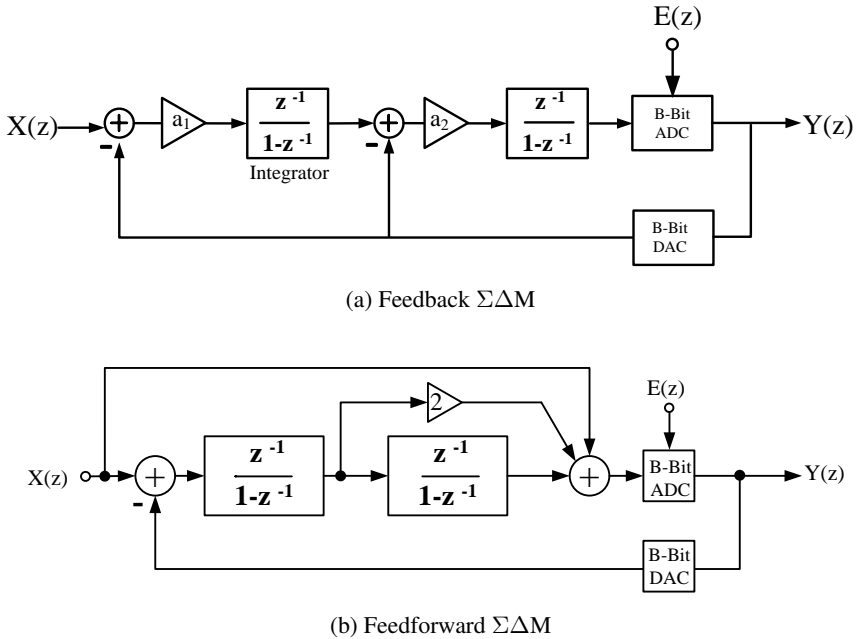 E(z)
X(z)
a1
z -1
1-z -1
Integrator
a2
z -1
1-z -1
B-Bit
ADC
Y(z)
B-Bit
DAC
(a) Feedback ΣΔM
E(z)
2
X(z)
z -1
1-z -1
z -1
1-z -1
B-Bit
ADC
Y(z)
B-Bit
DAC
(b) Feedforward ΣΔM